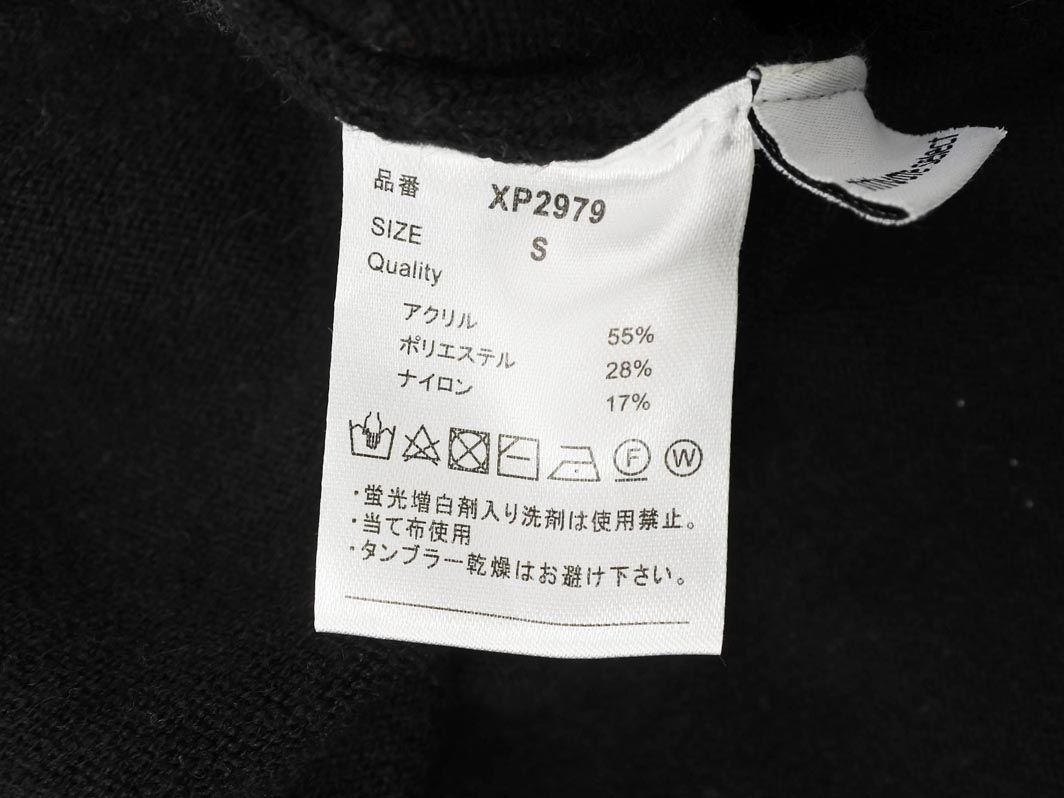 品番 XP2979
SIZE S
Quality
アクリル 55%
ポリエステル 28%
ナイロン 17%
F W
・蛍光増白剤入り洗剤は使用禁止。
・当て布使用
・タンブラー乾燥はお避け下さい。
select